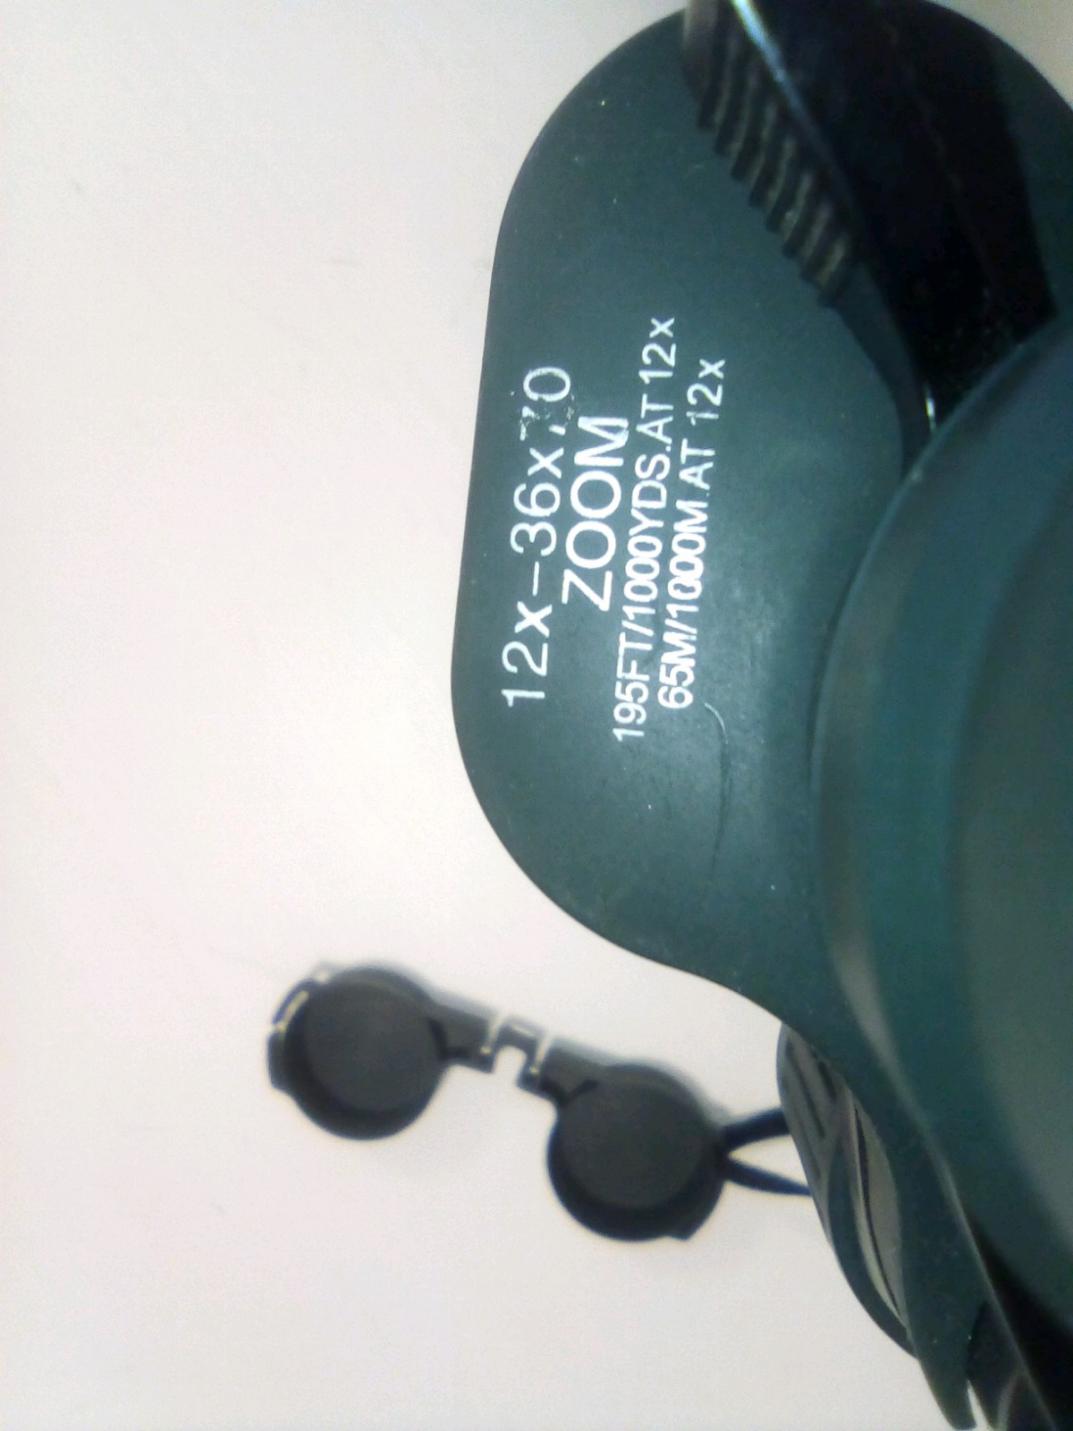 12x-36x70
ZOOM
195FT/1000YDS.AT 12x
65M/1000M.AT 12x